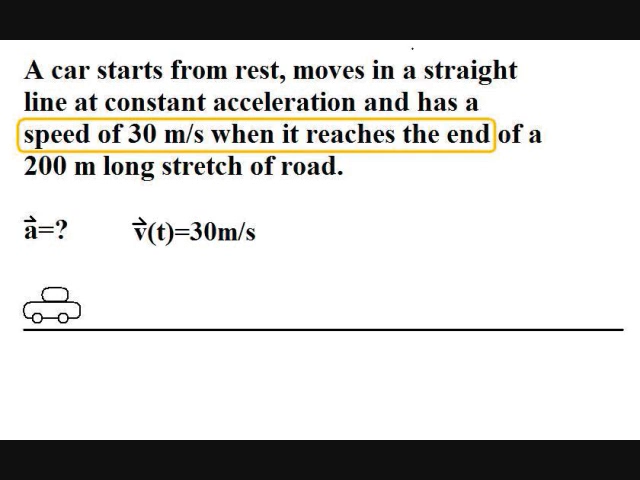 A car starts from rest, moves in a straight
line at constant acceleration and has a
speed of 30 m/s when it reaches the end of a
200 m long stretch of road.
a⃗=? v⃗(t)=30m/s